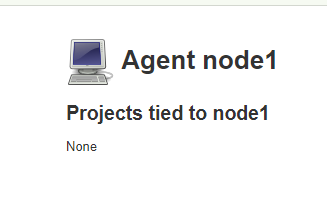 Agent node1
Projects tied to node1
None